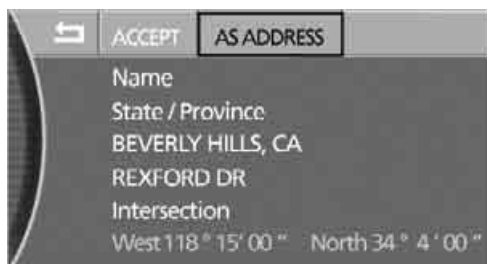 ACCEPT AS ADDRESS
Name
State / Province
BEVERLY HILLS, CA
REXFORD DR
Intersection
West 118 ° 15' 00 " North 34 ° 4 ' 00 "